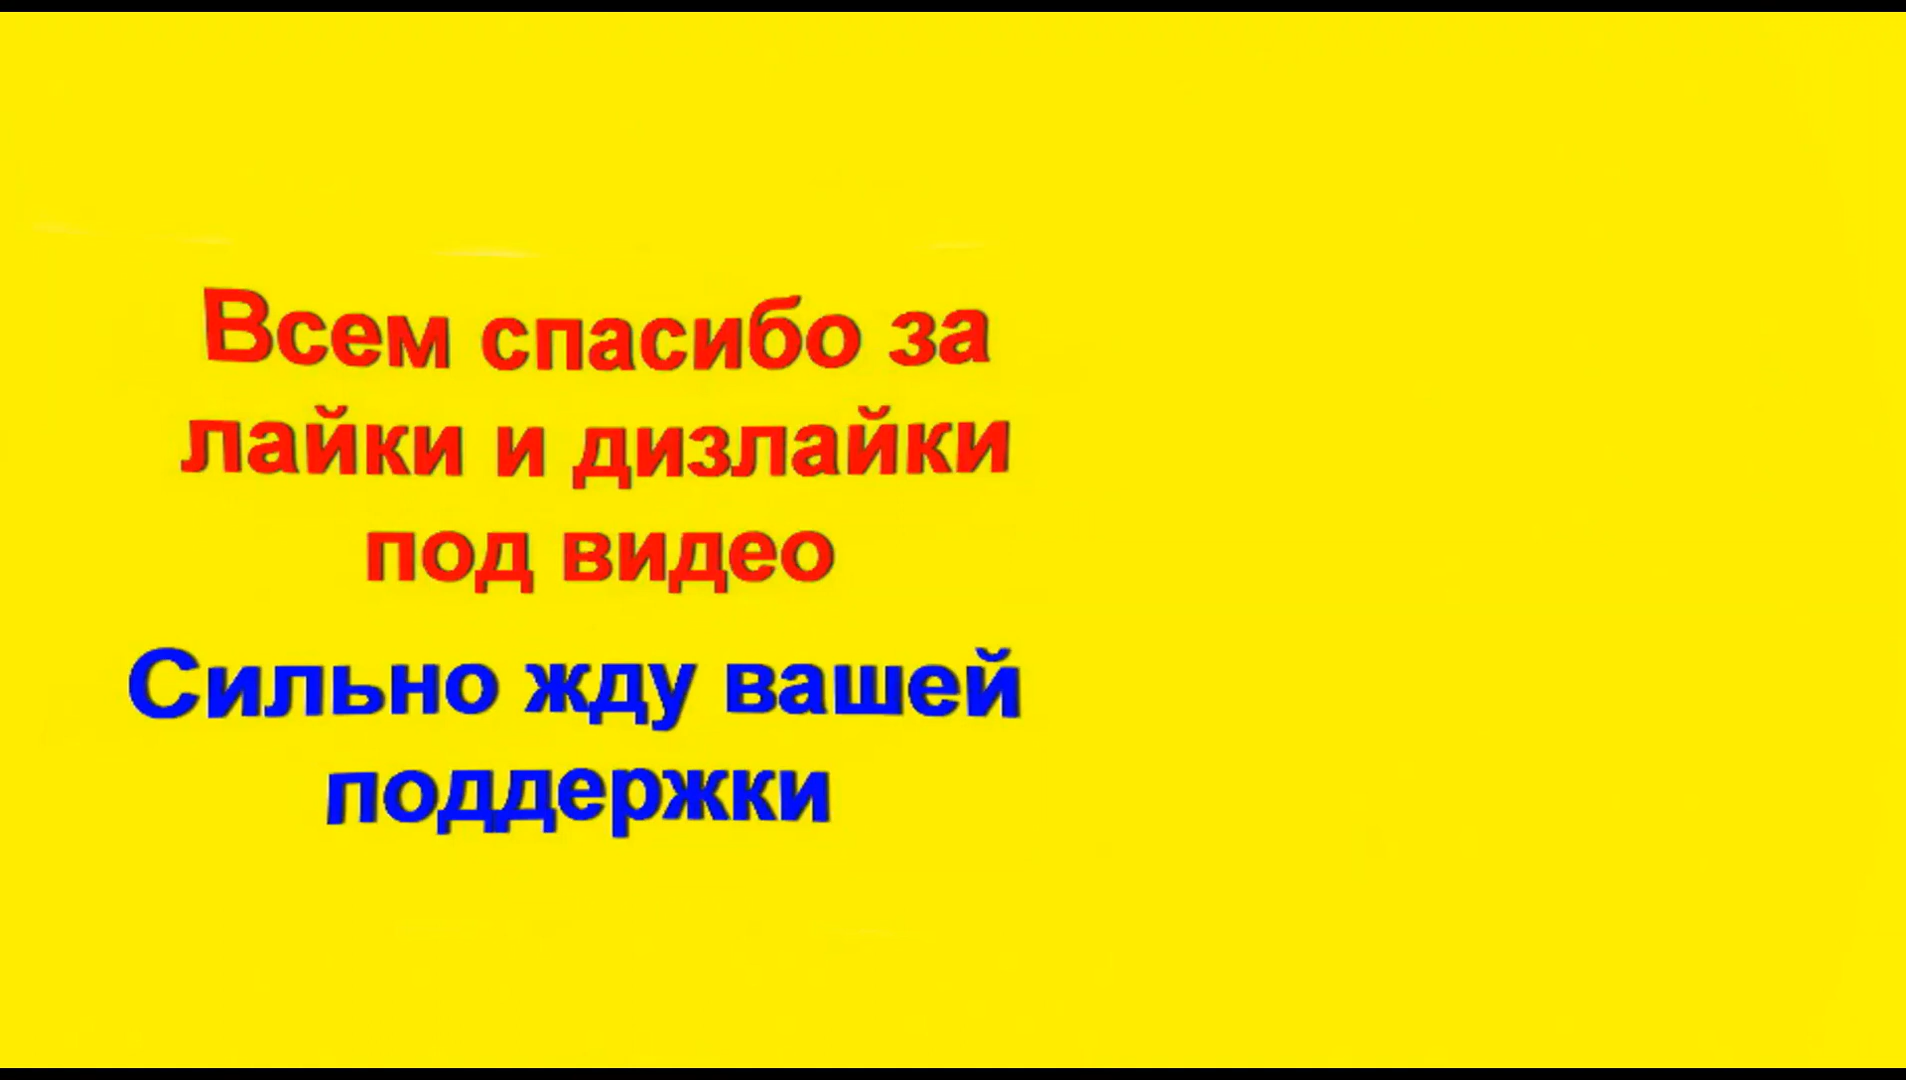 Всем спасибо за
лайки и дизлайки
под видео
Сильно жду вашей
поддержки